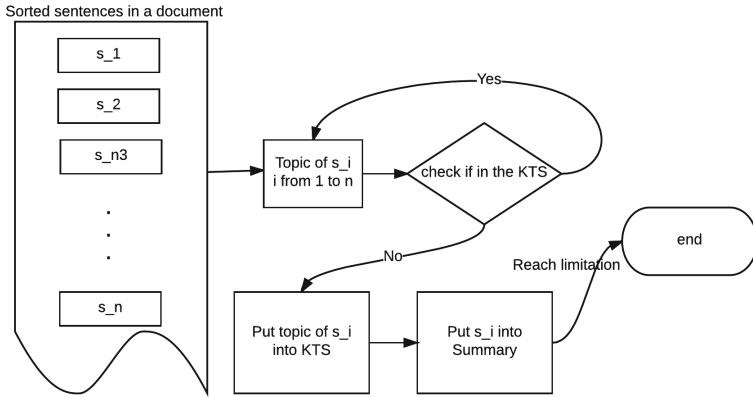 Sorted sentences in a document
s_1
s_2
s_n3
.
.
.
s_n
Yes
Topic of s_i
i from 1 to n
check if in the KTS
No
Put topic of s_i
into KTS
Put s_i into
Summary
Reach limitation
end